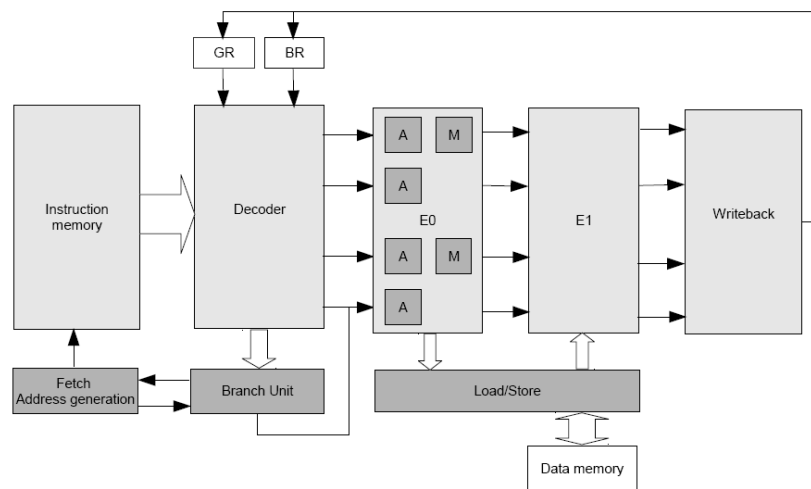 GR
BR
A
M
A
Instruction
memory
Decoder
E0
E1
Writeback
A
M
A
Fetch
Address generation
Branch Unit
Load/Store
Data memory